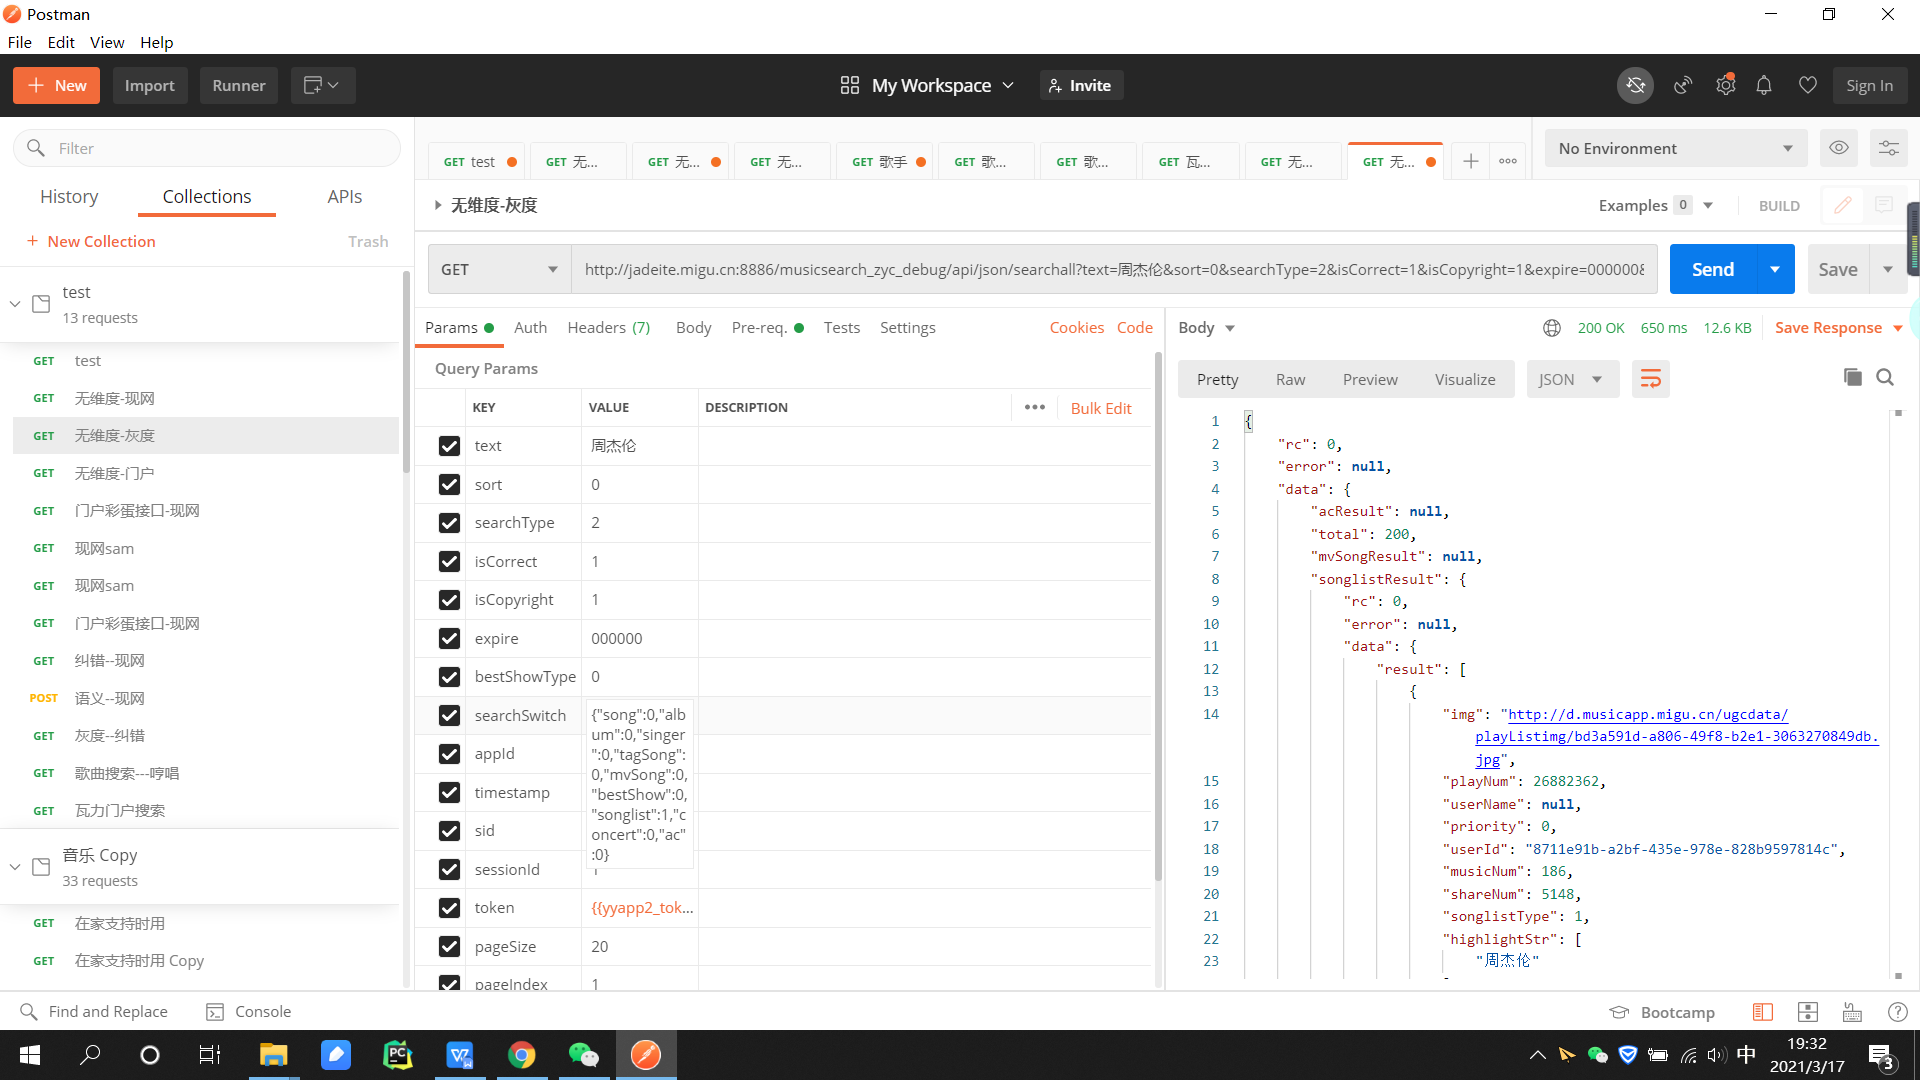 Postman
File Edit View Help
New Import Runner My Workspace Invite Sign In
Filter
History Collections APIs
+ New Collection Trash
test
13 requests
GET test
GET 无维度-现网
GET 无维度-灰度
GET 无维度-门户
GET 门户彩蛋接口-现网
GET 现网sam
GET 现网sam
GET 门户彩蛋接口-现网
GET 纠错--现网
POST 语义--现网
GET 灰度--纠错
GET 歌曲搜索---哼唱
GET 瓦力门户搜索
音乐 Copy
33 requests
GET 在家支持时用
GET 在家支持时用 Copy
GET test GET 无... GET 无... GET 无... GET 歌手 GET 歌... GET 歌... GET 瓦... GET 无... GET 无...
No Environment
无维度-灰度
Examples 0 BUILD
GET http://jadeite.migu.cn:8886/musicsearch_zyc_debug/api/json/searchall?text=周杰伦&sort=0&searchType=2&isCorrect=1&isCopyright=1&expire=000000&
Send Save
Params Auth Headers (7) Body Pre-req. Tests Settings Cookies Code
Query Params
KEY VALUE DESCRIPTION ••• Bulk Edit
text 周杰伦
sort 0
searchType 2
isCorrect 1
isCopyright 1
expire 000000
bestShowType 0
searchSwitch
{"song":0,"alb
um":0,"singer
":0,"tagSong":
0,"mvSong":0,
"bestShow":0,
"songlist":1,"c
oncert":0,"ac"
:0}
appId
timestamp
sid
sessionId 1
token {{yyapp2_tok...
pageSize 20
pageIndex 1
Body 200 OK 650 ms 12.6 KB Save Response
Pretty Raw Preview Visualize JSON
1 {
2 "rc": 0,
3 "error": null,
4 "data": {
5 "acResult": null,
6 "total": 200,
7 "mvSongResult": null,
8 "songlistResult": {
9 "rc": 0,
10 "error": null,
11 "data": {
12 "result": [
13 {
14 "img": "http://d.musicapp.migu.cn/ugcdata/
playListimg/bd3a591d-a806-49f8-b2e1-3063270849db.
jpg",
15 "playNum": 26882362,
16 "userName": null,
17 "priority": 0,
18 "userId": "8711e91b-a2bf-435e-978e-828b9597814c",
19 "musicNum": 186,
20 "shareNum": 5148,
21 "songlistType": 1,
22 "highlightStr": [
23 "周杰伦"
Find and Replace Console Bootcamp
中
19:32
2021/3/17
3